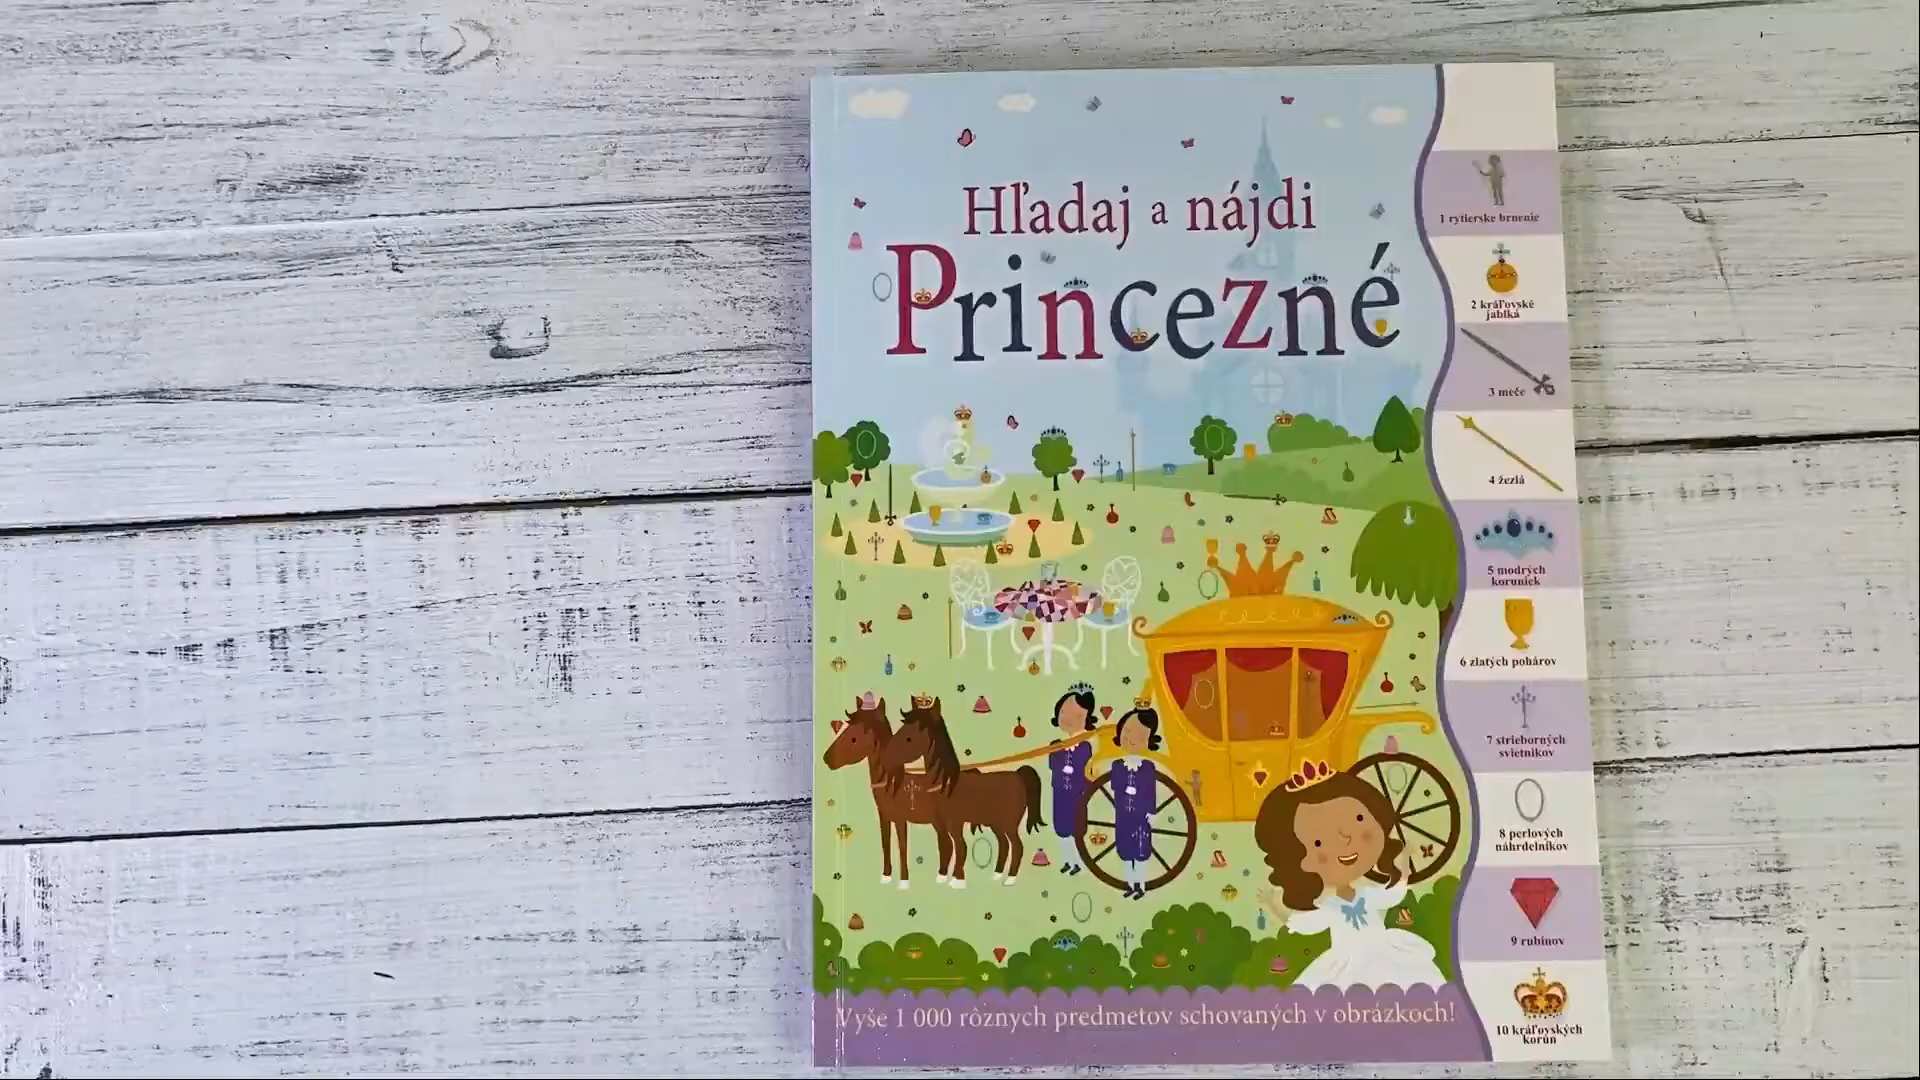 Hľadaj a nájdi
Princezné
1 rytierske brnenie
2 kráľovské
jablká
3 meče
4 žezlá
5 modrých
koruniek
6 zlatých pohárov
7 strieborných
svietnikov
8 perlových
náhrdelníkov
9 rubínov
10 kráľovských
korún
Vyše 1 000 rôznych predmetov schovaných v obrázkoch!